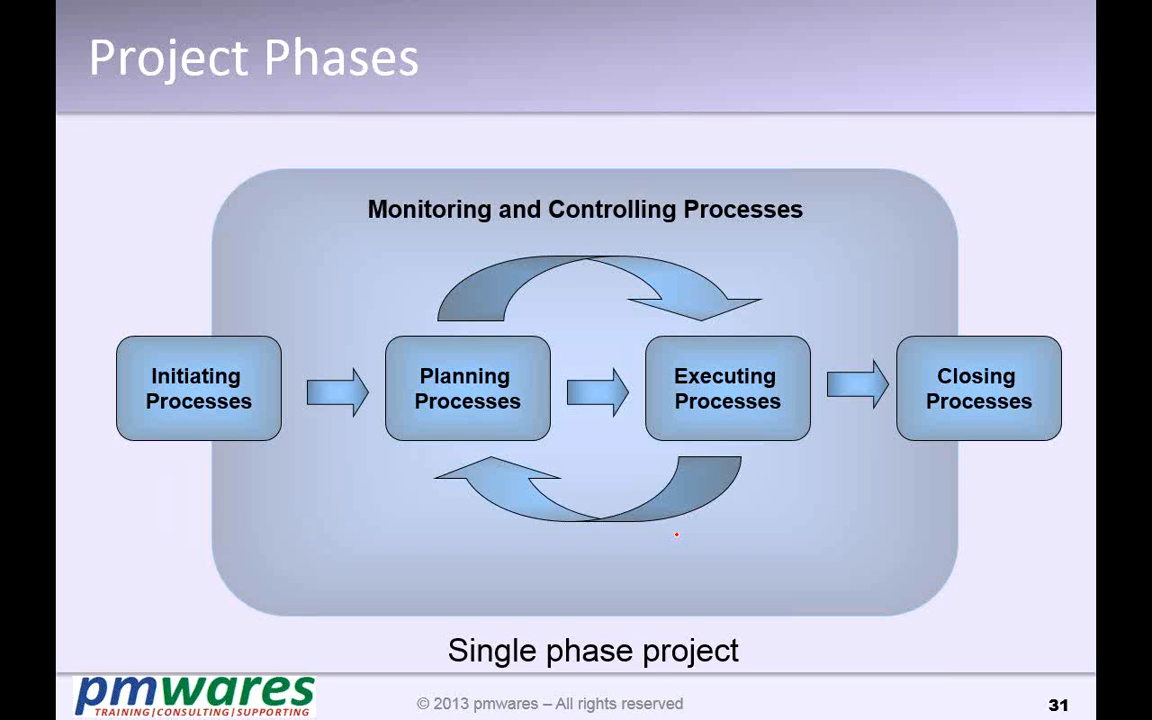 Project Phases
Monitoring and Controlling Processes
Initiating
Processes
Planning
Processes
Executing
Processes
Closing
Processes
Single phase project
pmwares
TRAINING|CONSULTING|SUPPORTING
© 2013 pmwares – All rights reserved
31